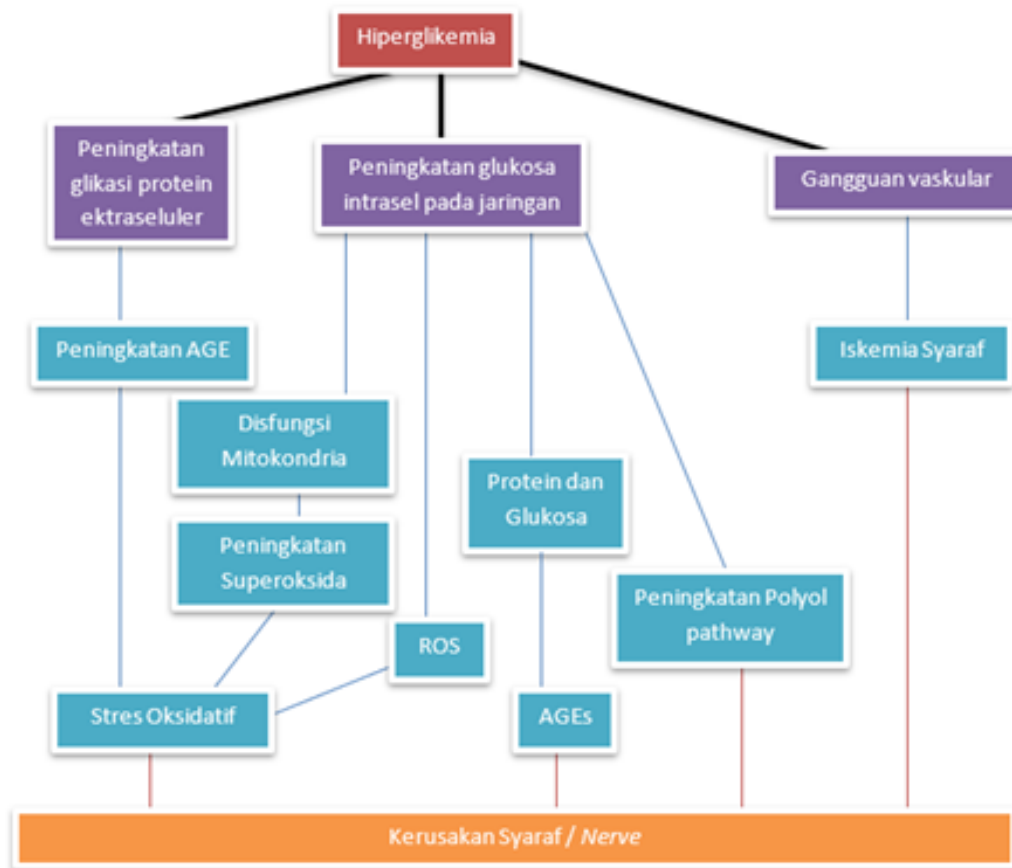 Hiperglikemia
Peningkatan
glikasi protein
ektraseluler
Peningkatan glukosa
intrasel pada jaringan
Gangguan vaskular
Peningkatan AGE
Iskemia Syaraf
Disfungsi
Mitokondria
Protein dan
Glukosa
Peningkatan
Superoksida
Peningkatan Polyol
pathway
ROS
Stres Oksidatif
AGEs
Kerusakan Syaraf / Nerve